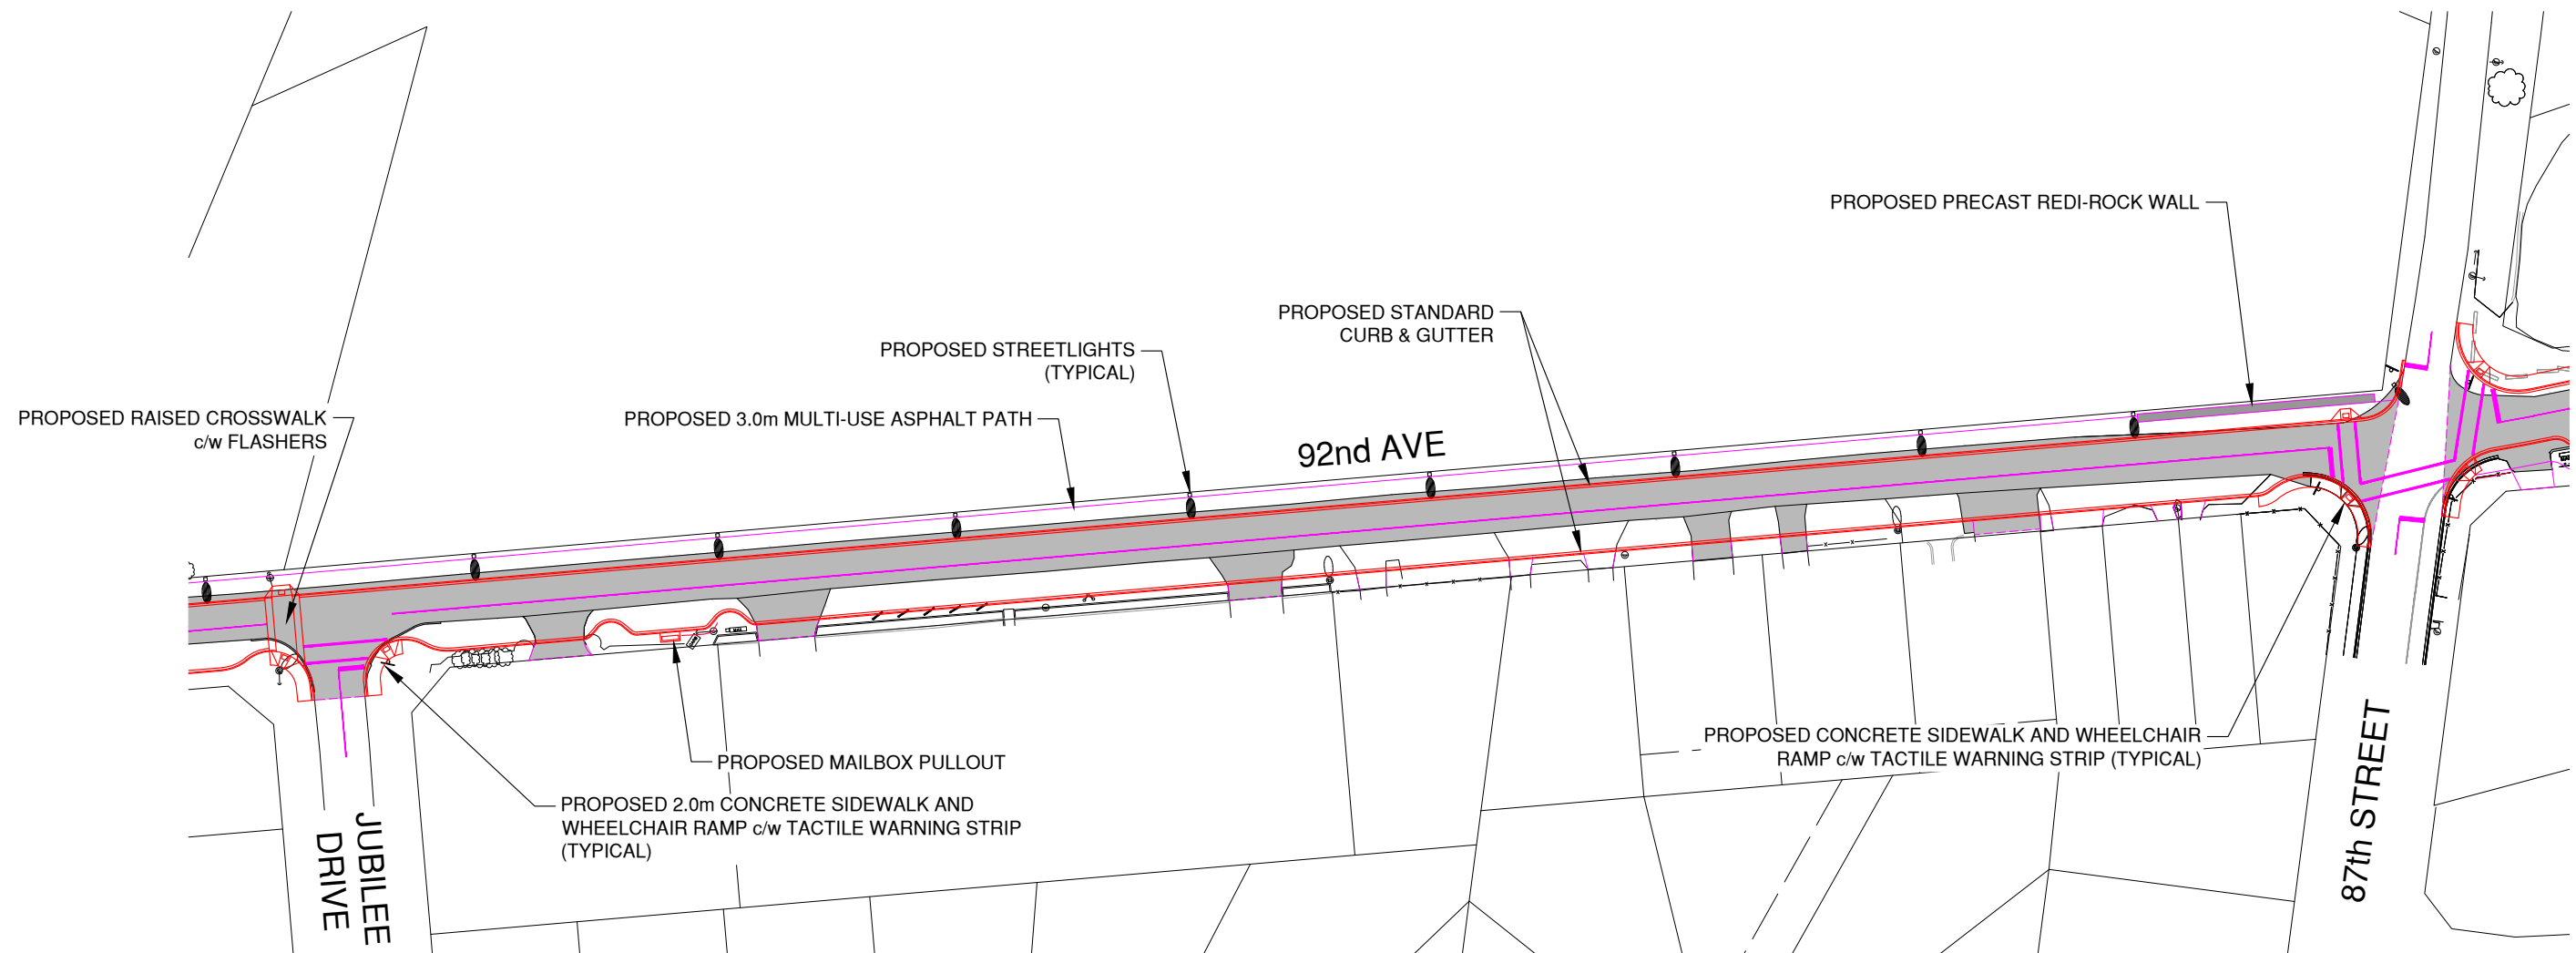 PROPOSED PRECAST REDI-ROCK WALL
PROPOSED STANDARD
CURB & GUTTER
PROPOSED STREETLIGHTS
(TYPICAL)
PROPOSED RAISED CROSSWALK
c/w FLASHERS
PROPOSED 3.0m MULTI-USE ASPHALT PATH
92nd AVE
PROPOSED CONCRETE SIDEWALK AND WHEELCHAIR
RAMP c/w TACTILE WARNING STRIP (TYPICAL)
PROPOSED MAILBOX PULLOUT
PROPOSED 2.0m CONCRETE SIDEWALK AND
WHEELCHAIR RAMP c/w TACTILE WARNING STRIP
(TYPICAL)
JUBILEE
DRIVE
87th STREET